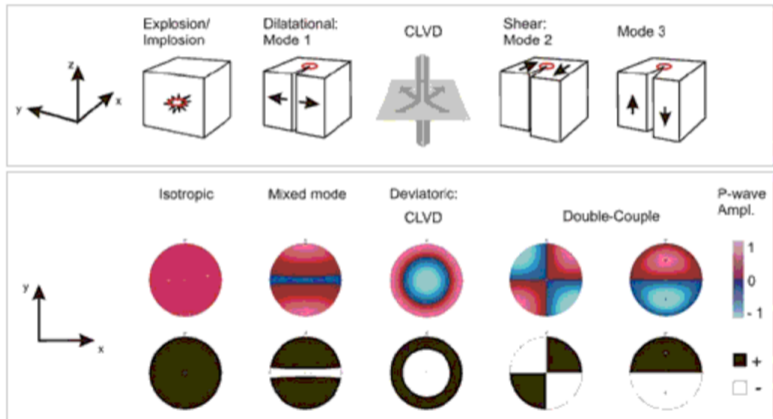 Explosion/
Implosion
Dilatational:
Mode 1
CLVD
Shear:
Mode 2
Mode 3
z
y
x
Isotropic
Mixed mode
Deviatoric:
CLVD
Double-Couple
P-wave
Ampl.
1
0
- 1
y
x
+
-